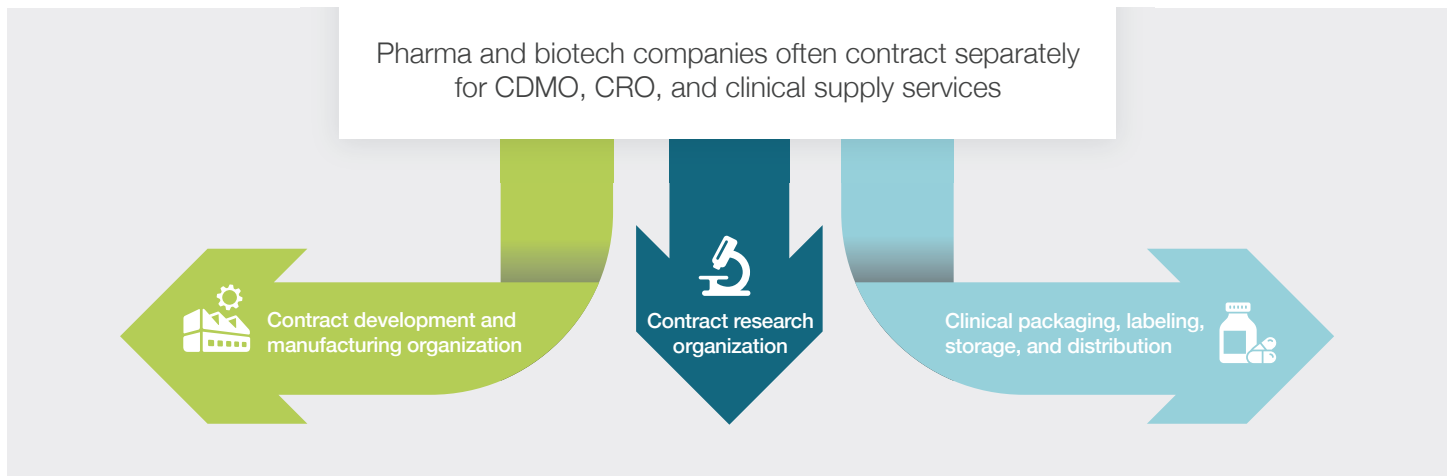 Pharma and biotech companies often contract separately
for CDMO, CRO, and clinical supply services
Contract development and
manufacturing organization
Contract research
organization
Clinical packaging, labeling,
storage, and distribution